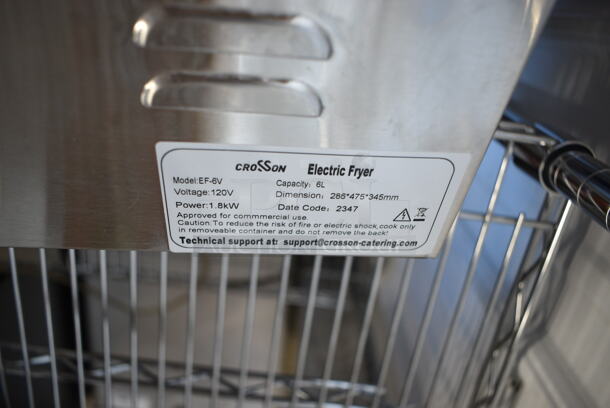 CROSSON Electric Fryer
Model:EF-6V Capacity: 6L
Voltage:120V Dimension: 286*475*345mm
Power:1.8kW Date Code: 2347
Approved for commmercial use.
Caution:To reduce the risk of fire or electric shock,cook only
in removeable container and do not remove the back!
Technical support at: support@crosson-catering.com